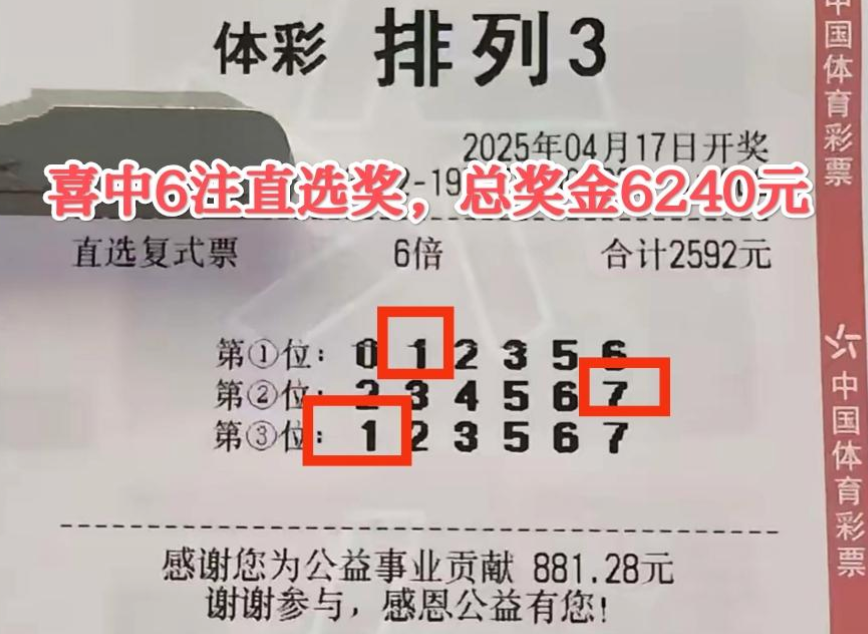 体彩 排列3
2025年04月17日开奖
喜中6注直选奖，总奖金6240元
直选复式票 6倍 合计2592元
第①位: 0 1 2 3 5 6
第②位: 2 3 4 5 6 7
第③位: 1 2 3 5 6 7
感谢您为公益事业贡献 881.28元
谢谢参与，感恩公益有您!
中国体育彩票
中国体育彩票